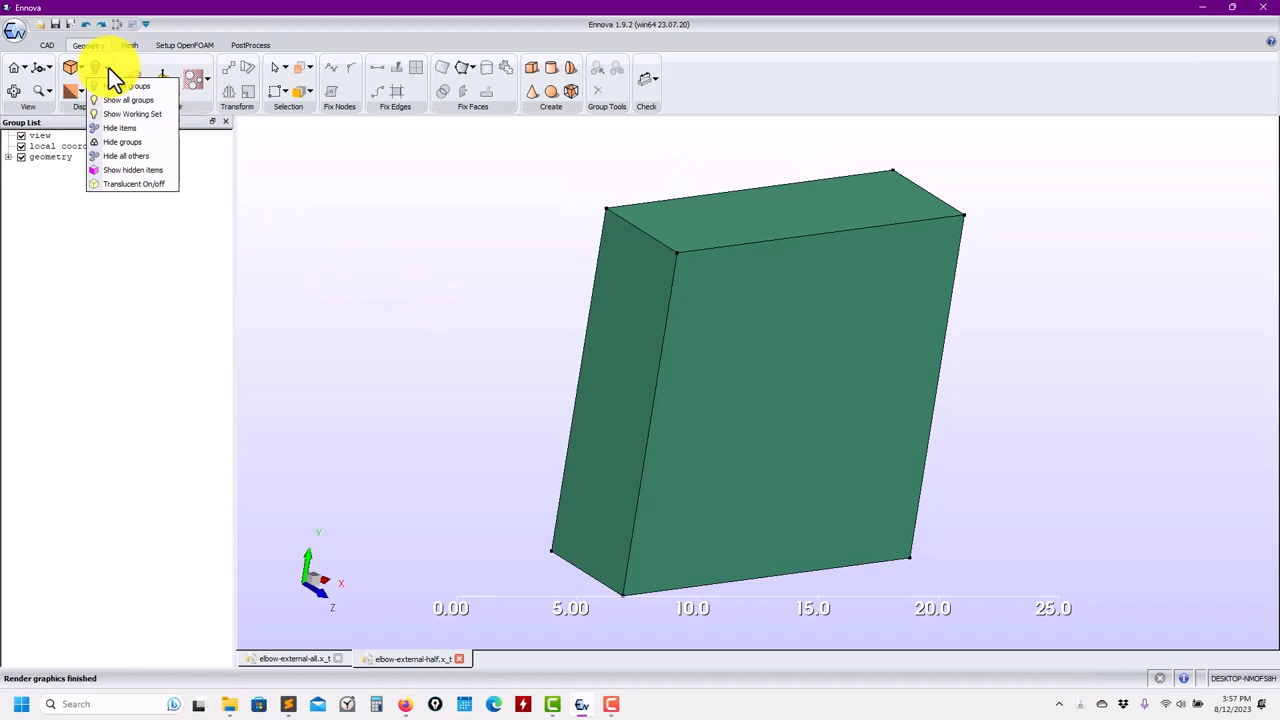 Ennova
Ennova 1.9.2 (win64 23.07.20)
CAD
Geometry
Mesh
Setup OpenFOAM
PostProcess
View
Transform
Selection
Fix Nodes
Fix Edges
Fix Faces
Create
Group Tools
Check
groups
Show all groups
Show Working Set
Hide items
Hide groups
Hide all others
Show hidden items
Translucent On/off
Group List
view
local coor
geometry
Y
X
Z
0.00 5.00 10.0 15.0 20.0 25.0
elbow-external-all.x_t
elbow-external-half.x_t
Render graphics finished
DESKTOP-NMOF58H
Search
3:57 PM
8/12/2023